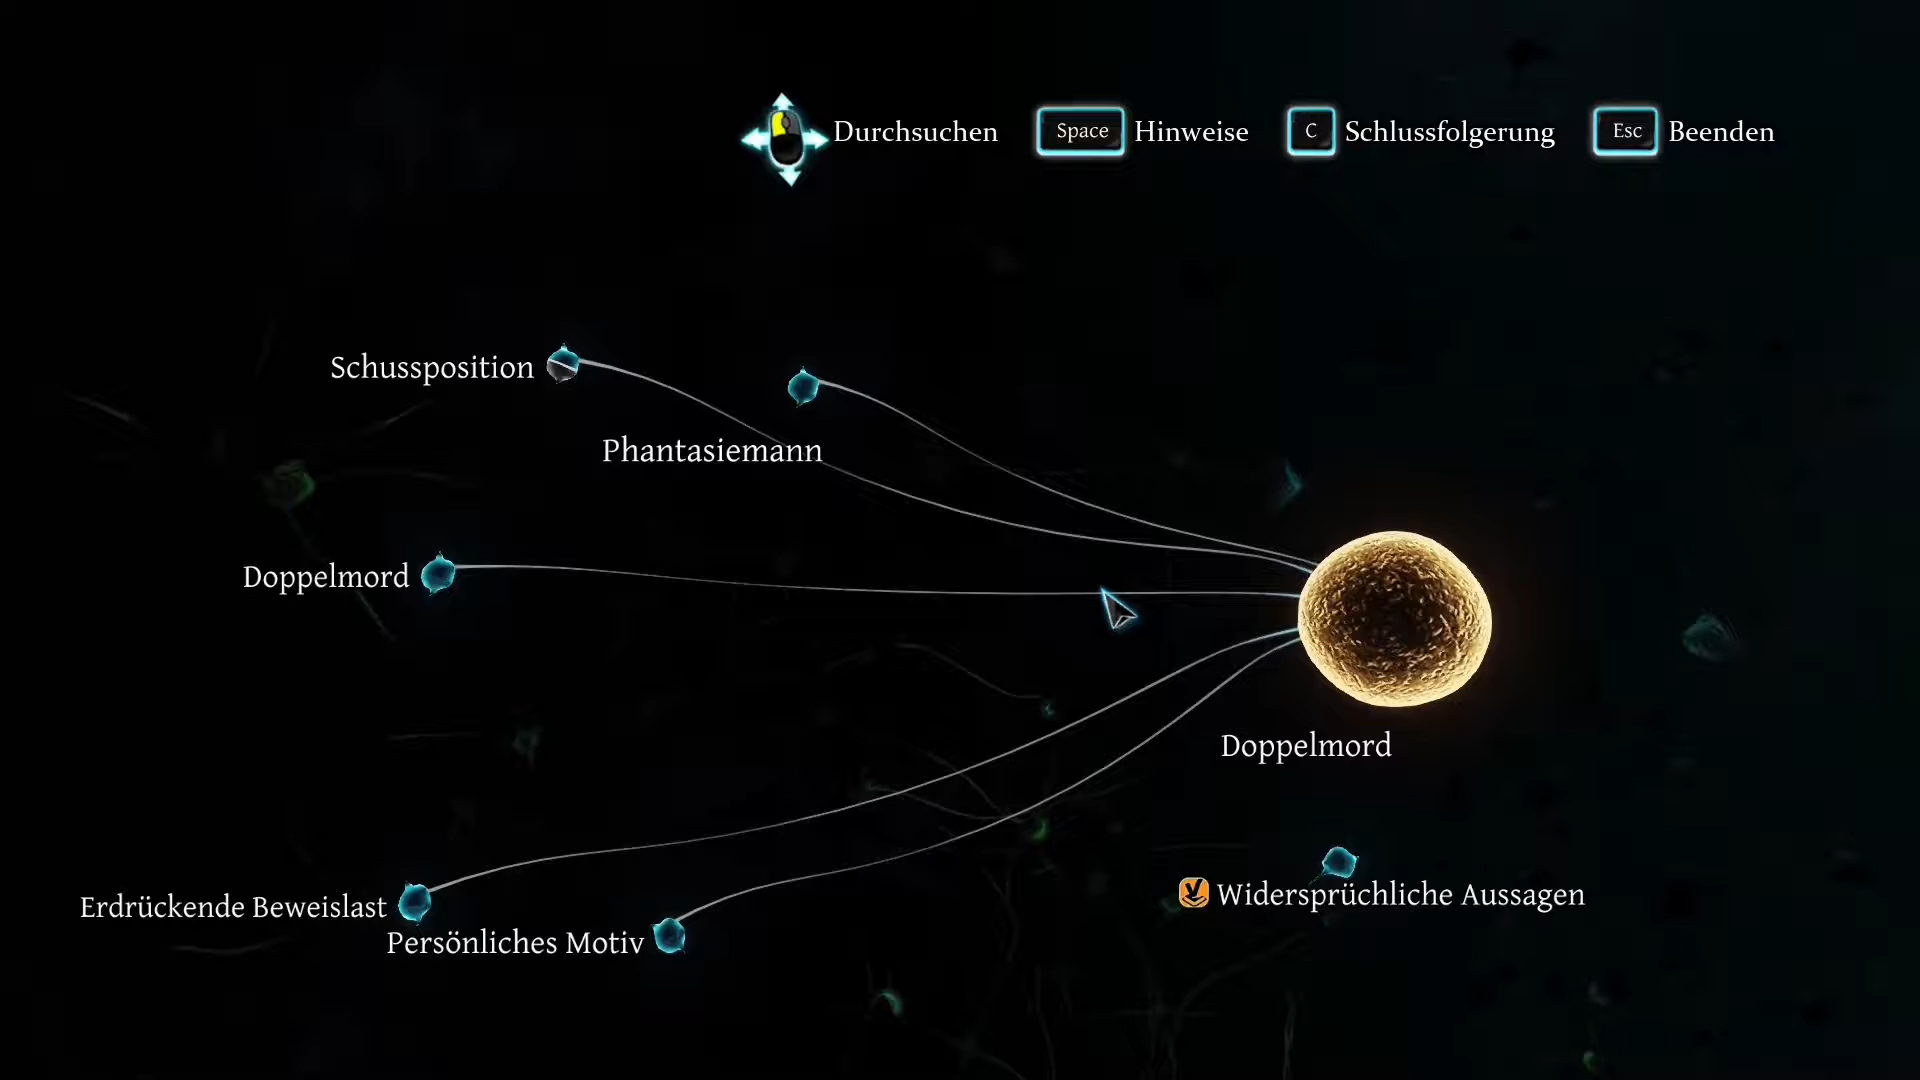 Durchsuchen
Space Hinweise
C Schlussfolgerung
Esc Beenden
Schussposition
Phantasiemann
Doppelmord
Doppelmord
Widersprüchliche Aussagen
Erdrückende Beweislast
Persönliches Motiv